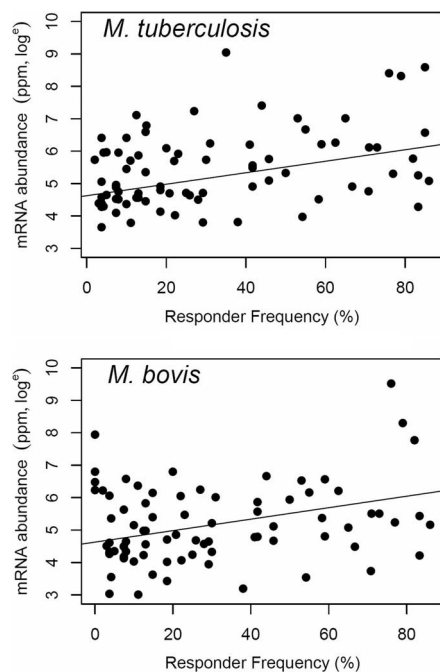 M. tuberculosis
mRNA abundance (ppm, logᵉ)
10
9
8
7
6
5
4
3
0 20 40 60 80
Responder Frequency (%)
M. bovis
mRNA abundance (ppm, logᵉ)
10
9
8
7
6
5
4
3
0 20 40 60 80
Responder Frequency (%)